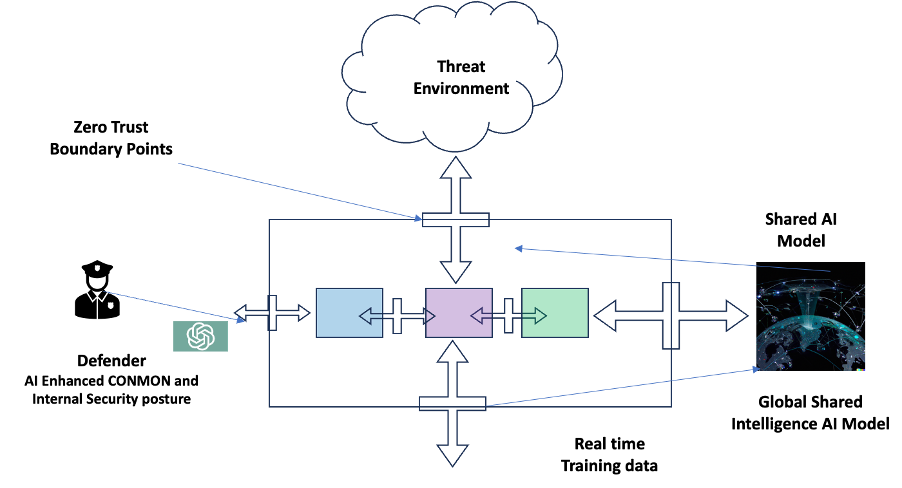 Threat
Environment
Zero Trust
Boundary Points
Shared AI
Model
Defender
AI Enhanced CONMON and
Internal Security posture
Global Shared
Intelligence AI Model
Real time
Training data